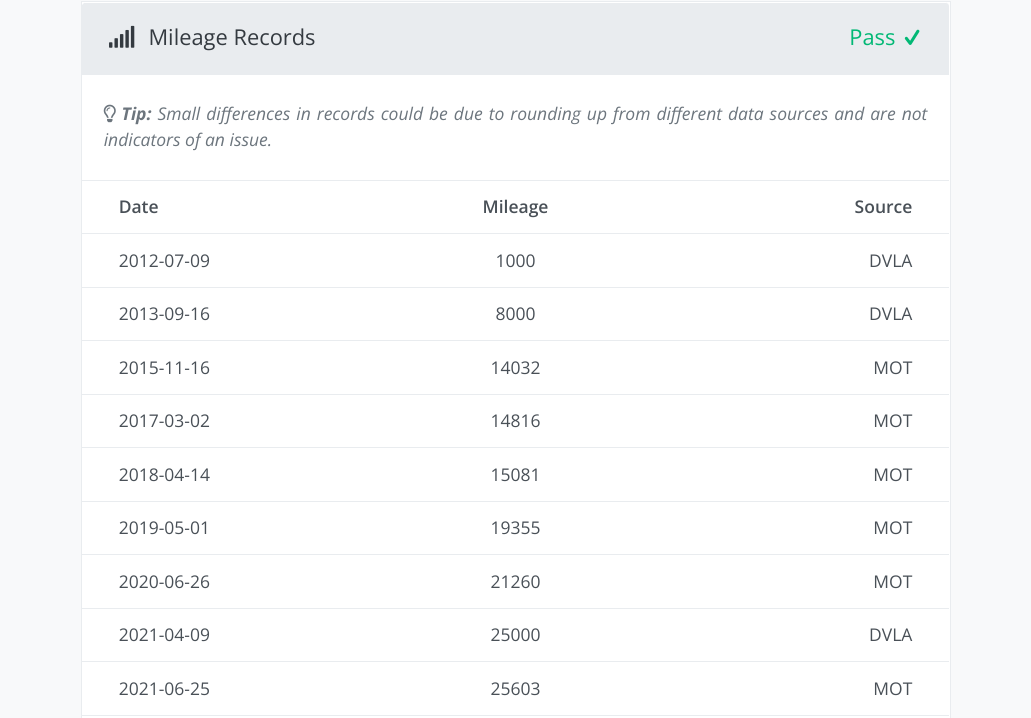 Mileage Records Pass
Tip: Small differences in records could be due to rounding up from different data sources and are not
indicators of an issue.
Date Mileage Source
2012-07-09 1000 DVLA
2013-09-16 8000 DVLA
2015-11-16 14032 MOT
2017-03-02 14816 MOT
2018-04-14 15081 MOT
2019-05-01 19355 MOT
2020-06-26 21260 MOT
2021-04-09 25000 DVLA
2021-06-25 25603 MOT